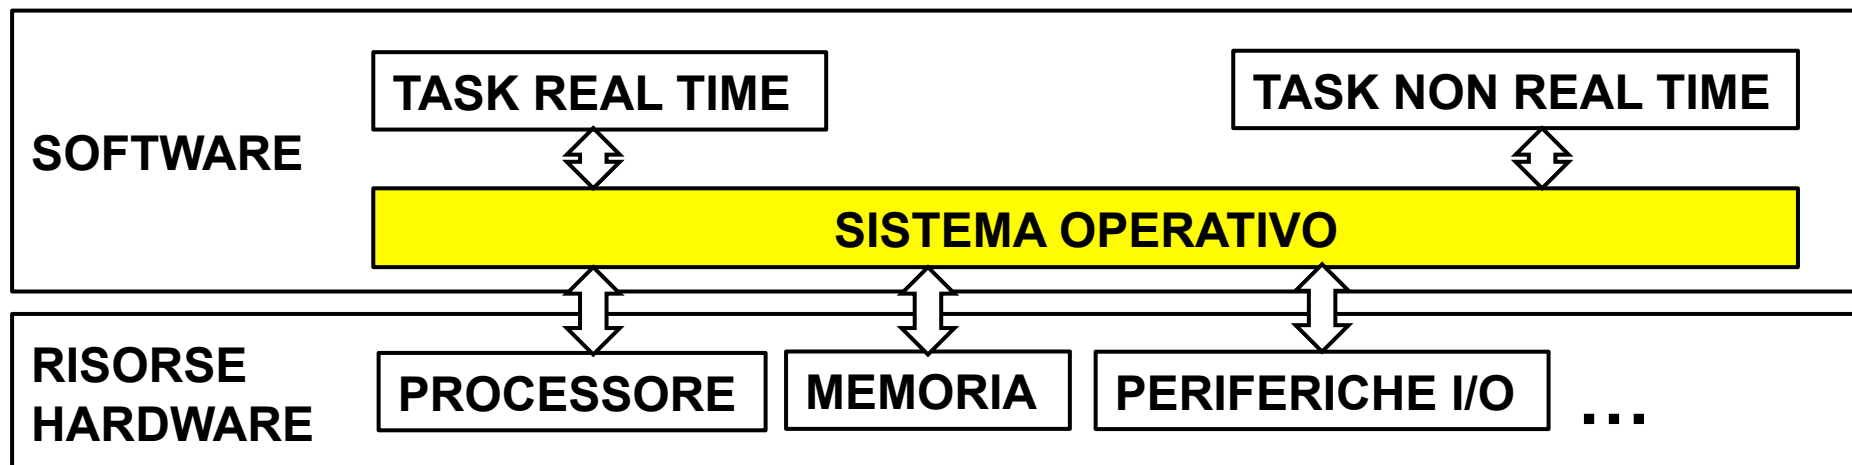 TASK REAL TIME
TASK NON REAL TIME
SOFTWARE
SISTEMA OPERATIVO
RISORSE
HARDWARE
PROCESSORE
MEMORIA
PERIFERICHE I/O
...